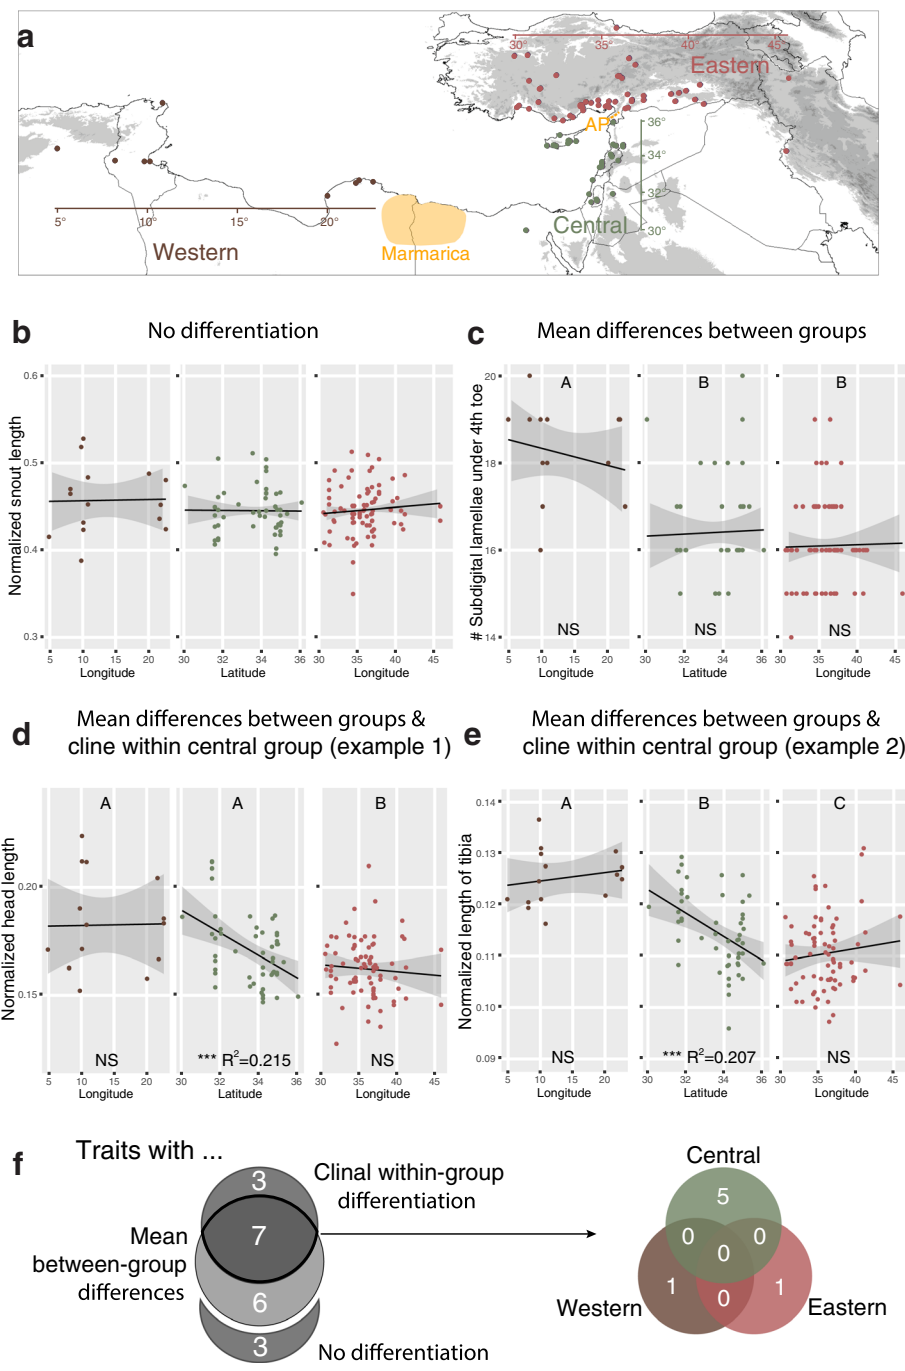 a
30°
35°
40°
45°
Eastern
AP
36°
34°
32°
30°
5°
10°
15°
20°
Western
Marmarica
Central
b
No differentiation
Normalized snout length
0.6
0.5
0.4
0.3
5
10
15
20
Longitude
30
32
34
36
Latitude
30
35
40
45
Longitude
c
Mean differences between groups
# Subdigital lamellae under 4th toe
20
18
16
14
A
B
B
NS
NS
NS
5
10
15
20
Longitude
30
32
34
36
Latitude
30
35
40
45
Longitude
d
Mean differences between groups &
cline within central group (example 1)
Normalized head length
0.20
0.15
A
A
B
NS
*** R²=0.215
NS
5
10
15
20
Longitude
30
32
34
36
Latitude
30
35
40
45
Longitude
e
Mean differences between groups &
cline within central group (example 2)
Normalized length of tibia
0.14
0.13
0.12
0.11
0.10
0.09
A
B
C
NS
*** R²=0.207
NS
5
10
15
20
Longitude
30
32
34
36
Latitude
30
35
40
45
Longitude
f
Traits with ...
3
Clinal within-group
differentiation
7
Mean
between-group
differences
6
3
No differentiation
Central
5
0
0
0
1
0
1
Western
Eastern